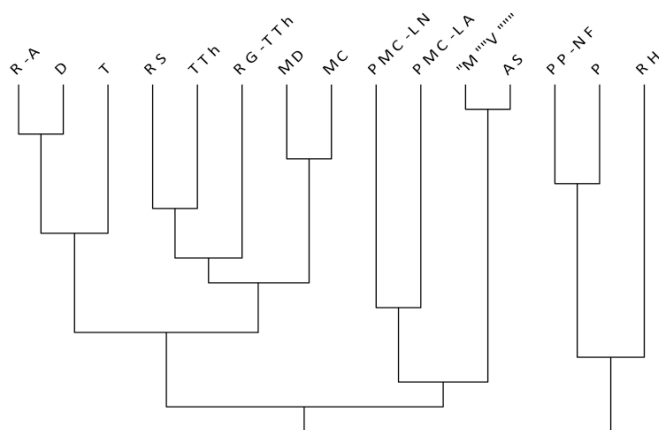 R-A
D
T
RS
TTh
RG-TTh
MD
MC
PMC-LN
PMC-LA
"M""V"""
AS
PP-NF
P
RH